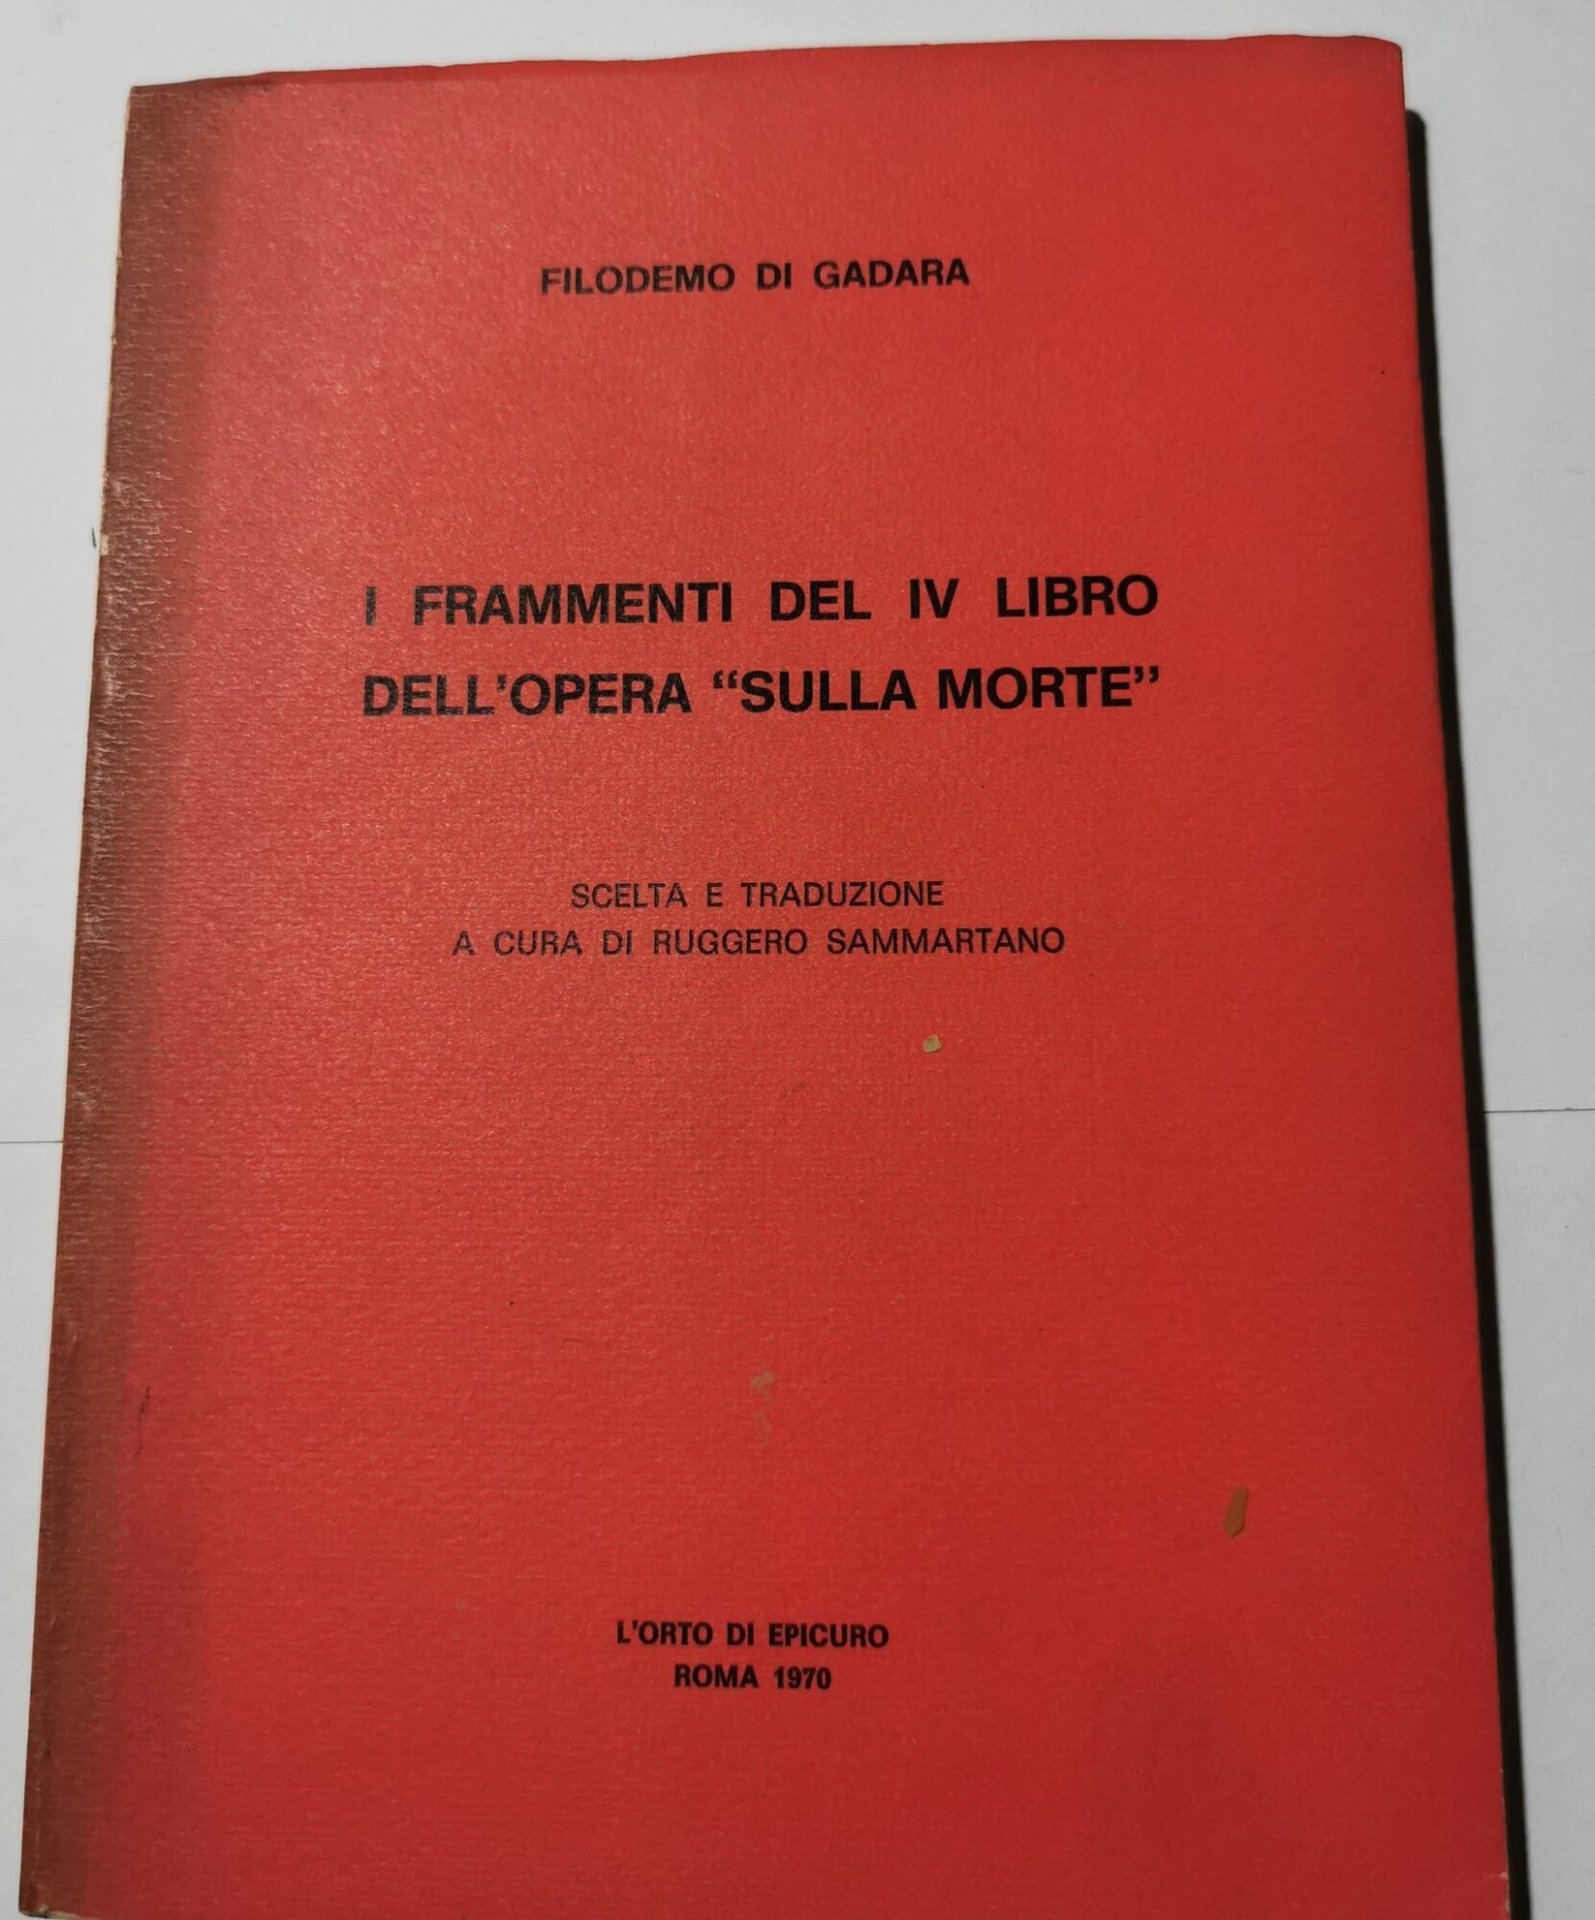 FILODEMO DI GADARA
I FRAMMENTI DEL IV LIBRO
DELL'OPERA “SULLA MORTE”
SCELTA E TRADUZIONE
A CURA DI RUGGERO SAMMARTANO
L'ORTO DI EPICURO
ROMA 1970